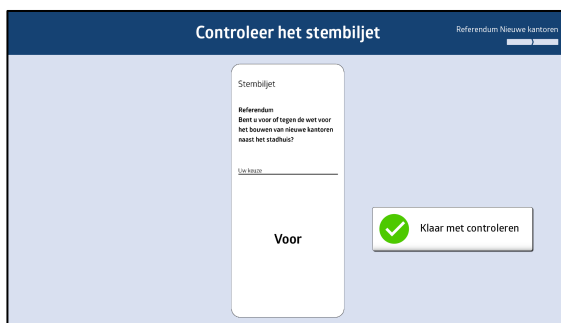 Controleer het stembiljet
Referendum Nieuwe kantoren
Stembiljet
Referendum
Bent u voor of tegen de wet voor
het bouwen van nieuwe kantoren
naast het stadhuis?
Uw keuze
Voor
Klaar met controleren